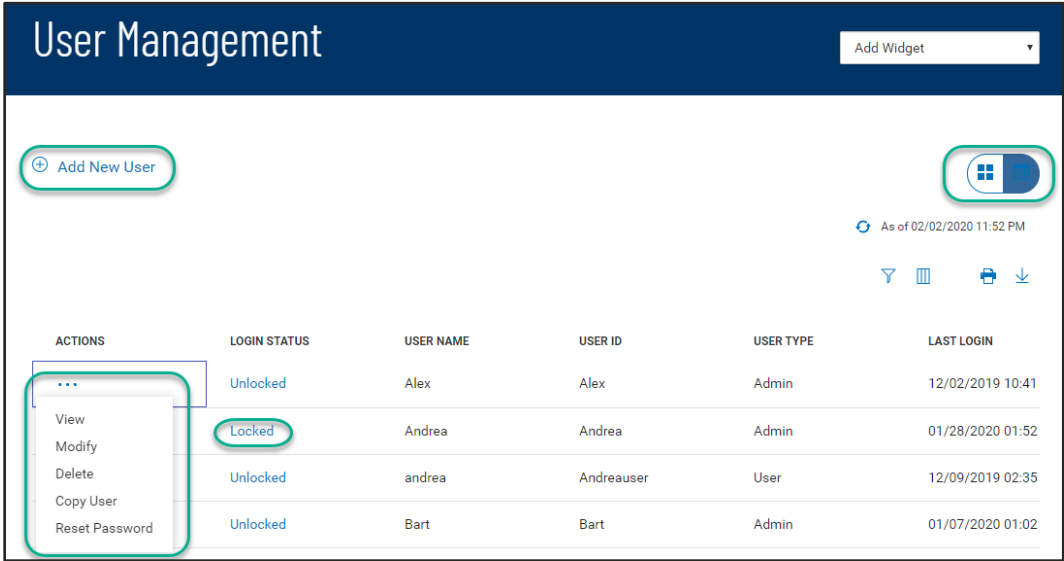 User Management
Add Widget
Add New User
As of 02/02/2020 11:52 PM
ACTIONS LOGIN STATUS USER NAME USER ID USER TYPE LAST LOGIN
... Unlocked Alex Alex Admin 12/02/2019 10:41
View
Locked Andrea Andrea Admin 01/28/2020 01:52
Modify
Delete Unlocked andrea Andreauser User 12/09/2019 02:35
Copy User
Reset Password Unlocked Bart Bart Admin 01/07/2020 01:02